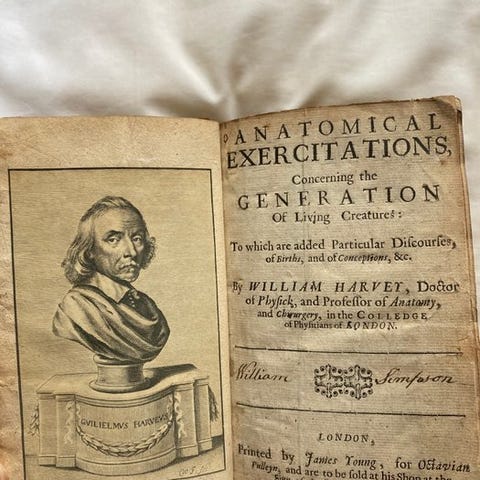 GUILIELMVS HARVEUS
ANATOMICAL
EXERCITATIONS,
Concerning the
GENERATION
Of Living Creatures:
To which are added Particular Discourses,
of Births, and of Conceptions, &c.
By WILLIAM HARVEY, Doctor
of Physick, and Professor of Anatomy,
and Chirurgery, in the COLLEDGE
of Physitians of LONDON.
William Simpson
LONDON,
Printed by James Young, for Octavian
Pulleyn, and are to be sold at his Shop at the